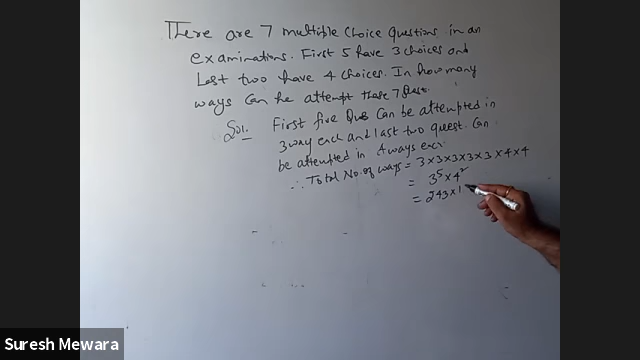 There are 7 multiple choice Questions in an
examinations. First 5 have 3 choices and
Last two have 4 choices. In how many
ways can he attempt these 7 Quest.
Sol. First five Ques can be attempted in
3 way each and last two quest. can
be attempted in 4 ways each.
∴ Total No. of ways = 3×3×3×3×3×4×4
= 3⁵ × 4²
= 243 × 1
Suresh Mewara